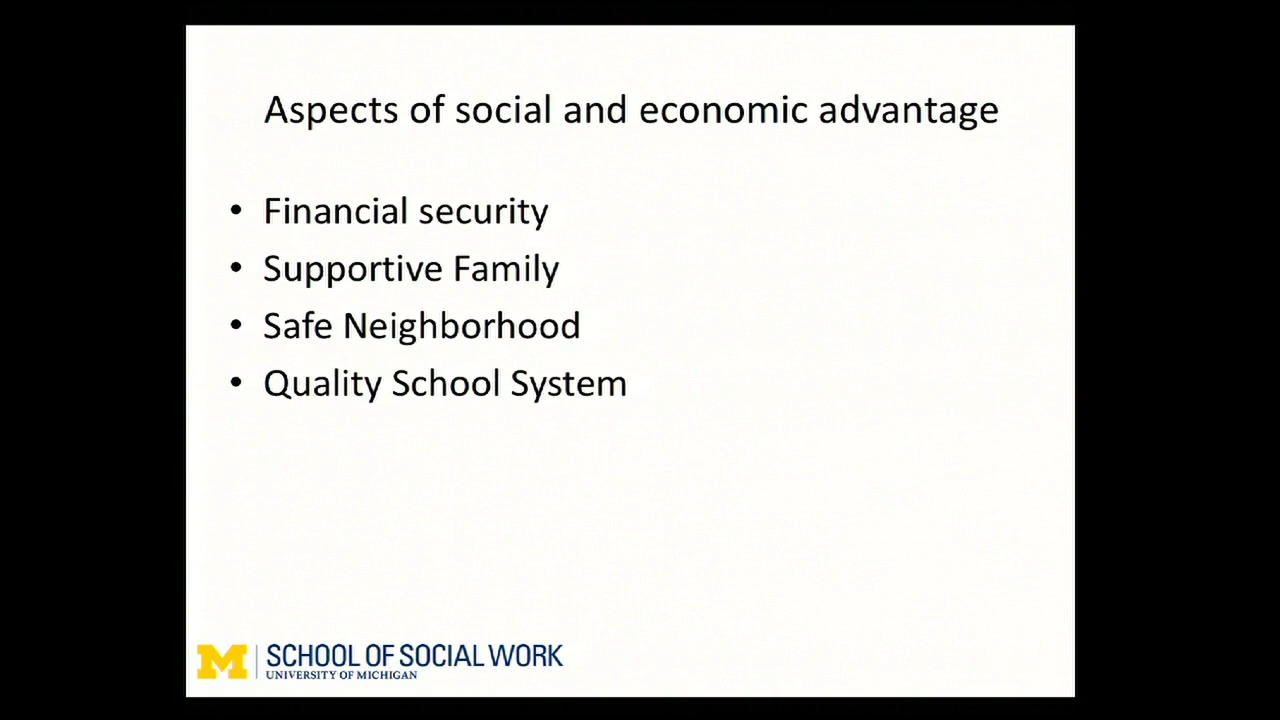 Aspects of social and economic advantage
• Financial security
• Supportive Family
• Safe Neighborhood
• Quality School System
M | SCHOOL OF SOCIAL WORK
UNIVERSITY OF MICHIGAN